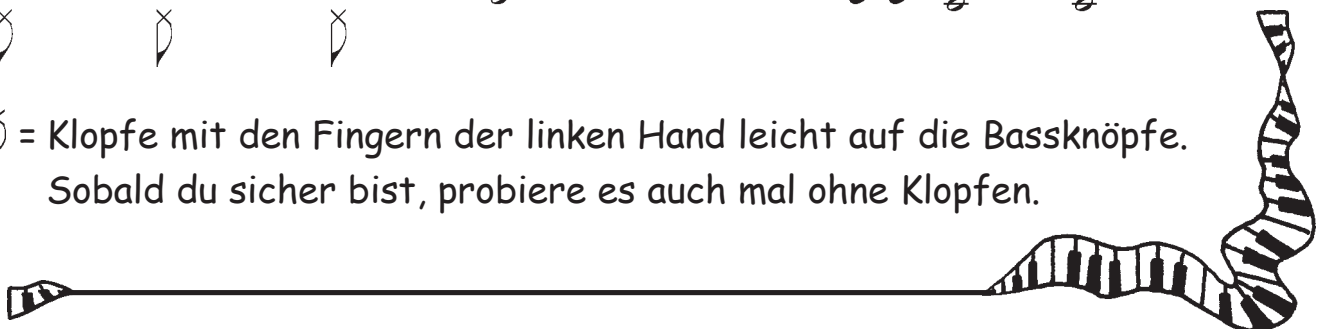 = Klopfe mit den Fingern der linken Hand leicht auf die Bassknöpfe.
Sobald du sicher bist, probiere es auch mal ohne Klopfen.